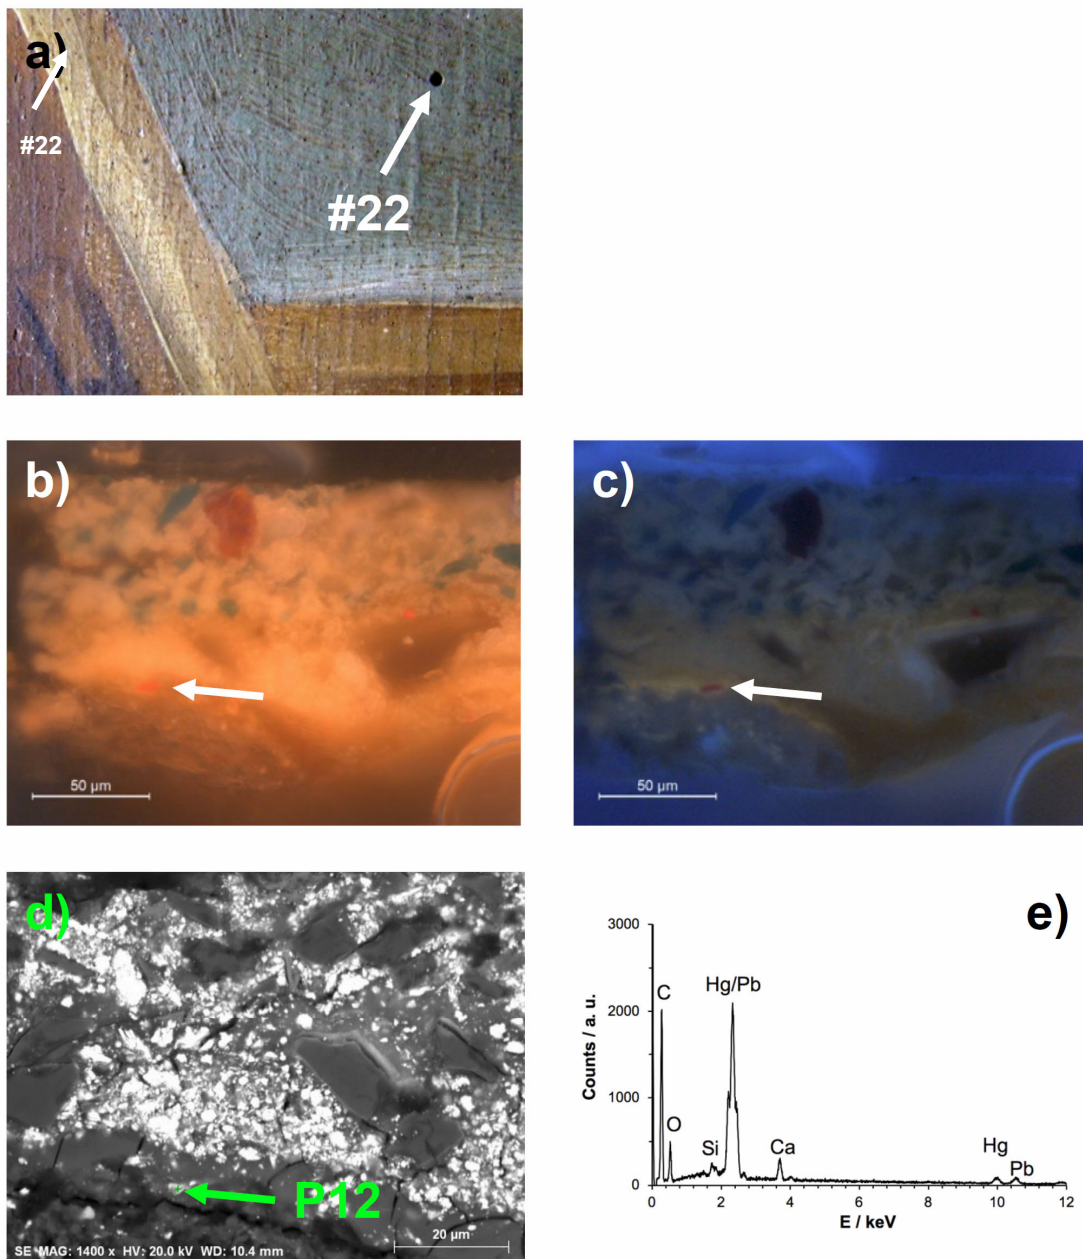 a)
#22
#22
b)
50 µm
c)
50 µm
d)
P12
20 µm
SE MAG: 1400 x HV: 20.0 kV WD: 10.4 mm
e)
3000
2000
1000
0
Counts / a. u.
C
O
Si
Hg/Pb
Ca
Hg
Pb
0 2 4 6 8 10 12
E / keV